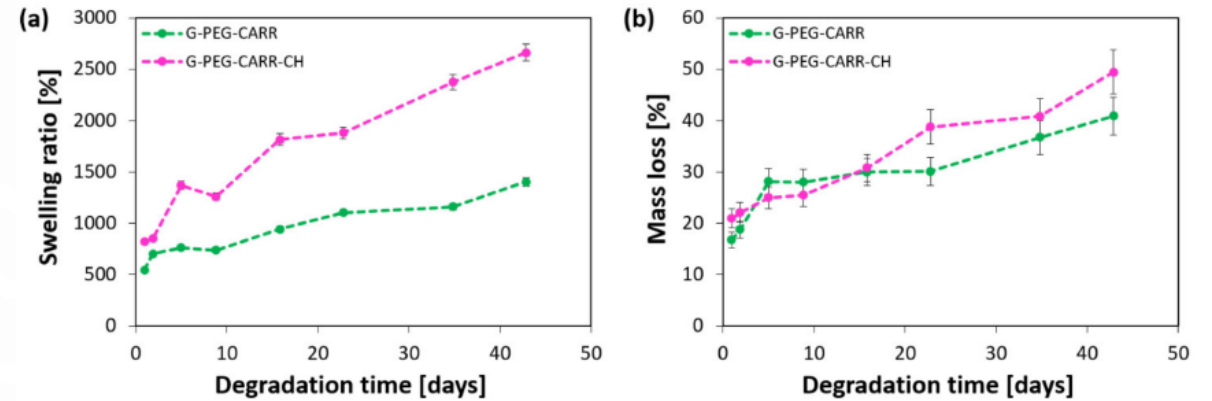 (a)
3000
2500
2000
1500
1000
500
0
Swelling ratio [%]
G-PEG-CARR
G-PEG-CARR-CH
0 10 20 30 40 50
Degradation time [days]
(b)
60
50
40
30
20
10
0
Mass loss [%]
G-PEG-CARR
G-PEG-CARR-CH
0 10 20 30 40 50
Degradation time [days]